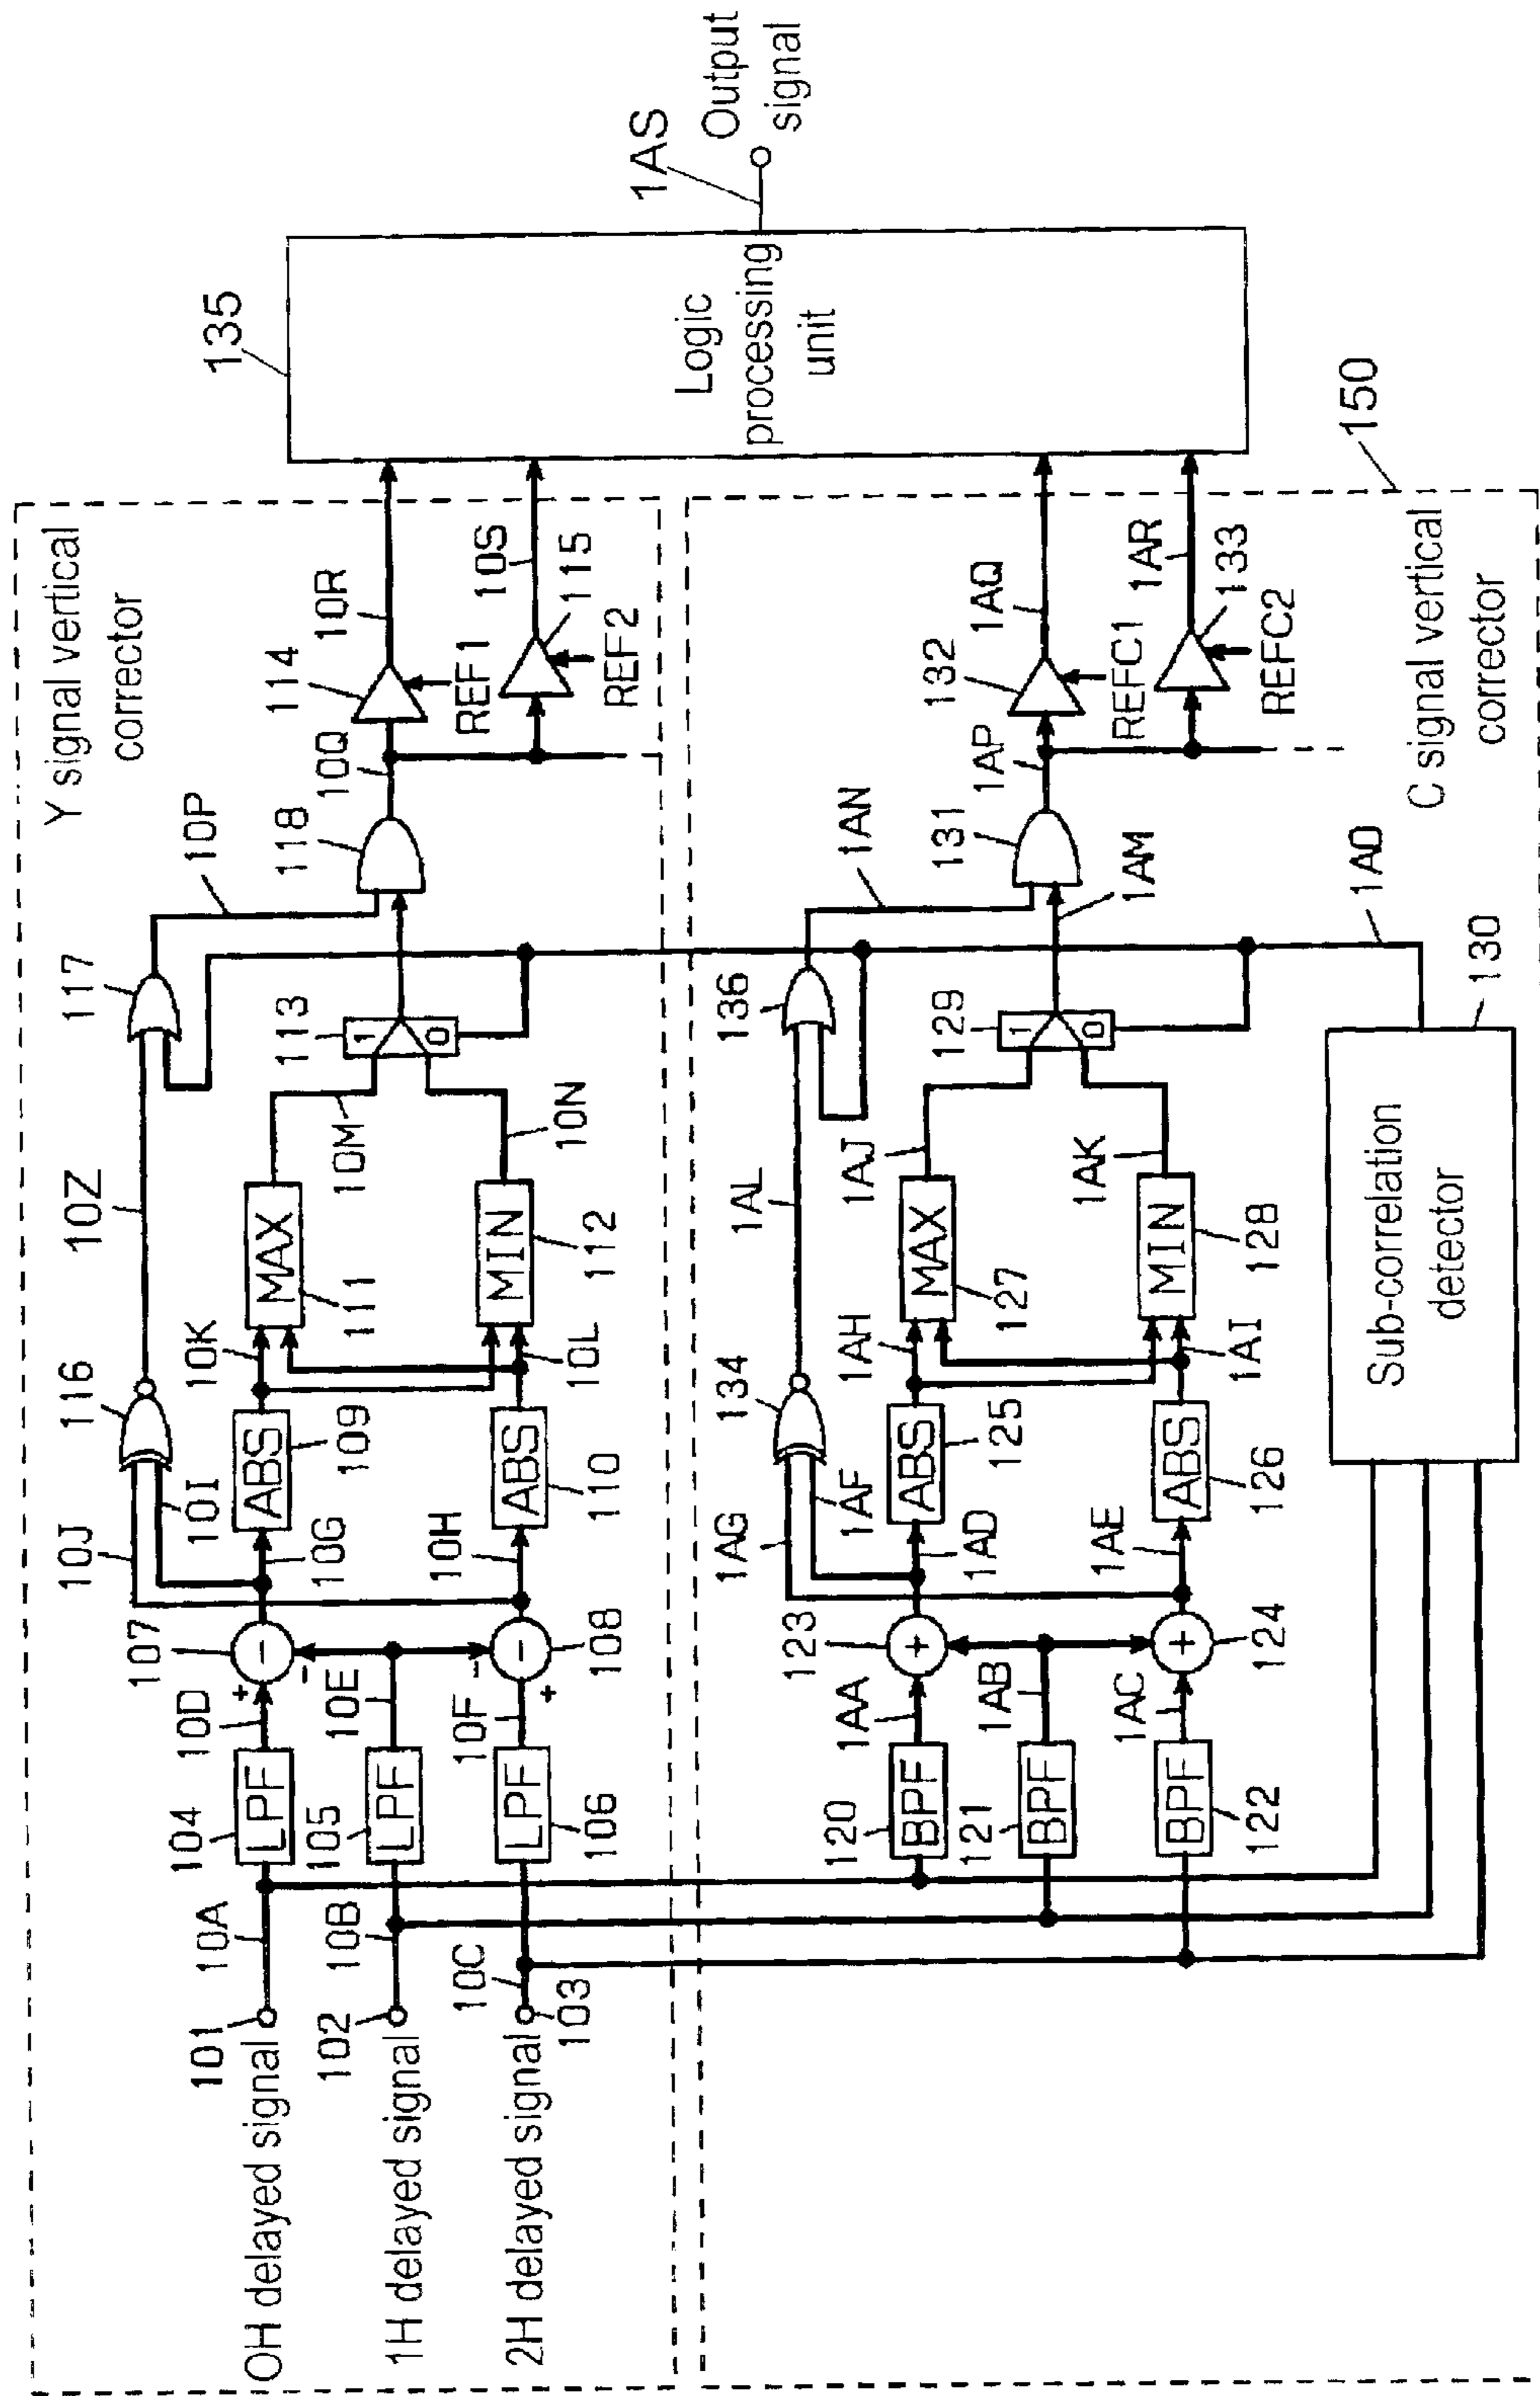 Y signal vertical
corrector
10J
116
10Z
117
10P
10I
101
10A
104
10D
107
10G
109
10K
111
10M
113
118
10Q
114
10R
135
LPF
-
ABS
MAX
1
0
REF1
0H delayed signal
102
10B
105
10E
LPF
+
-
-
+
1H delayed signal
10C
103
106
10F
108
10H
110
10L
112
10N
LPF
-
ABS
MIN
REF2
115
10S
2H delayed signal
Logic
processing
unit
1AS
Output
signal
1AG
134
1AL
136
1AN
1AF
120
1AA
123
1AD
125
1AH
127
1AJ
129
131
1AP
132
1AQ
BPF
+
ABS
MAX
1
0
1AM
REFC1
121
1AB
BPF
122
1AC
124
1AE
126
1AI
128
1AK
BPF
+
ABS
MIN
REFC2
133
1AR
150
Sub-correlation
detector
130
1AO
C signal vertical
corrector